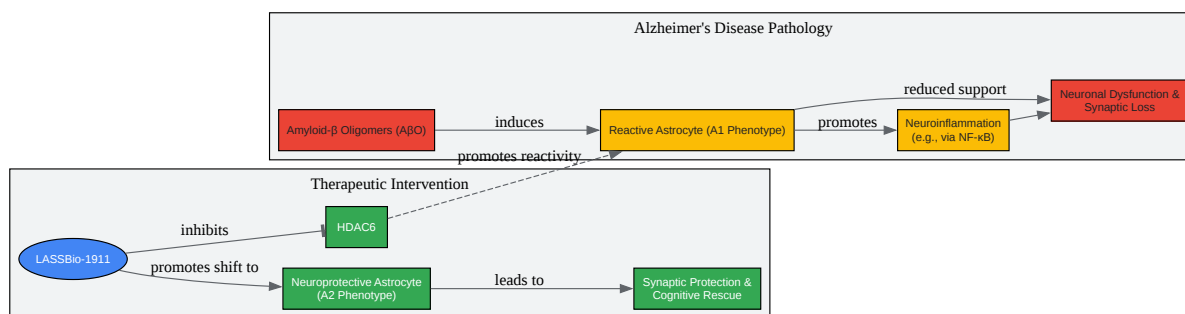 Alzheimer's Disease Pathology
reduced support
Neuronal Dysfunction &
Synaptic Loss
Amyloid-β Oligomers (AβO)
induces
Reactive Astrocyte (A1 Phenotype)
promotes
Neuroinflammation
(e.g., via NF-κB)
promotes reactivity
Therapeutic Intervention
HDAC6
inhibits
LASSBio-1911
promotes shift to
Neuroprotective Astrocyte
(A2 Phenotype)
leads to
Synaptic Protection &
Cognitive Rescue